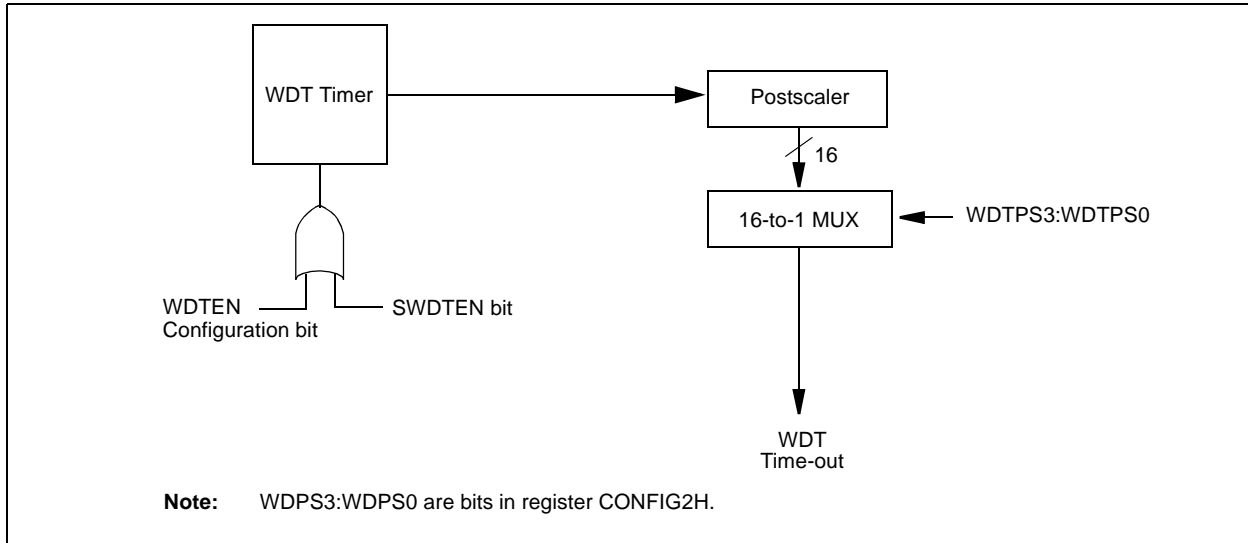 WDT Timer
Postscaler
16
16-to-1 MUX
WDTPS3:WDTPS0
WDTEN
Configuration bit
SWDTEN bit
WDT
Time-out
Note: WDPS3:WDPS0 are bits in register CONFIG2H.